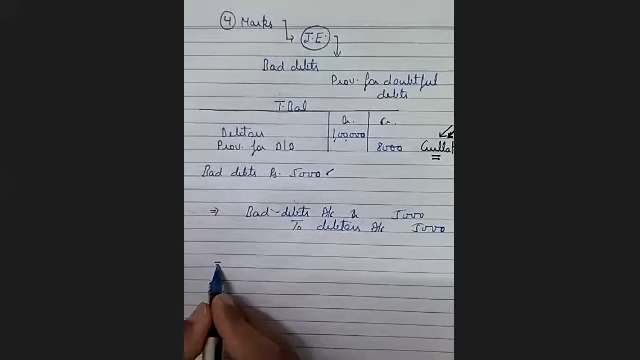 ④ Marks
J.E.
Bad debts
Prov. for doubtful
debts
T. Bal
Dr. Cr.
Debtors 1,00,000
Prov. for D/D 8000
Bad debts Rs. 5000 ✓
⇒ Bad-debts A/c Dr 5000
To debtors A/c 5000